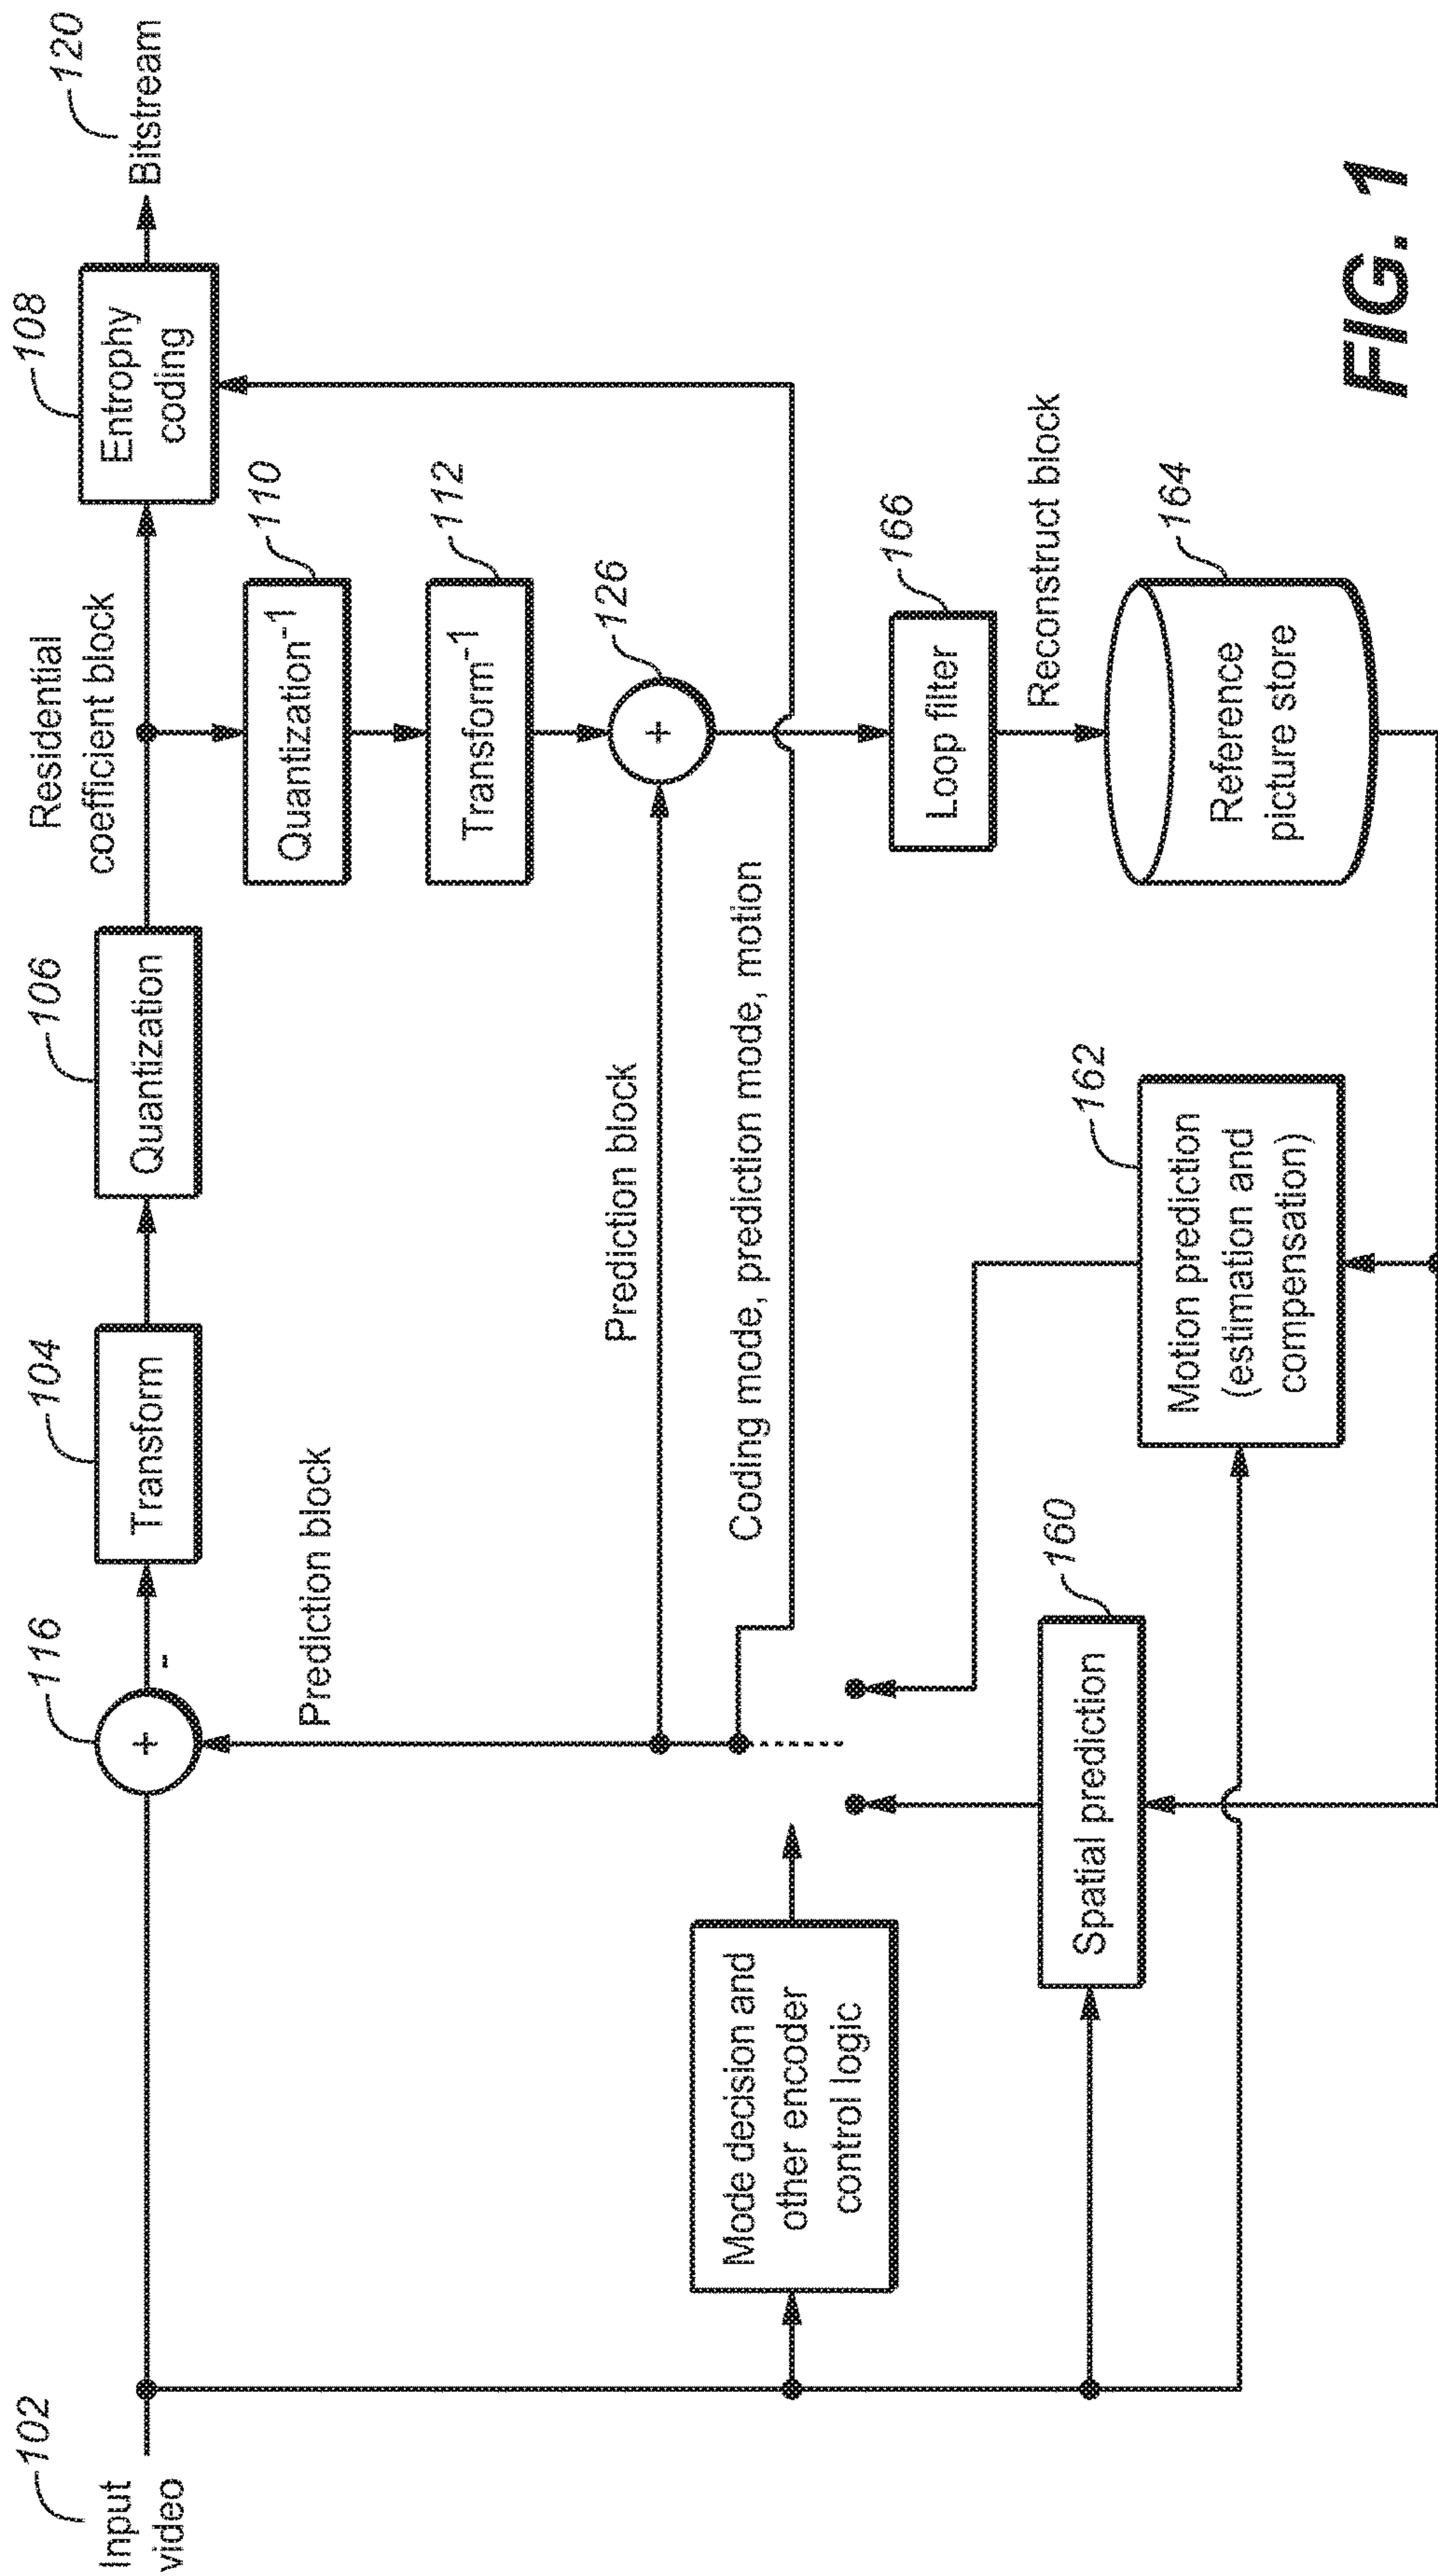 102
Input
video
116
+
-
104
Transform
106
Quantization
Residential
coefficient block
108
Entrophy
coding
120
Bitstream
Prediction block
110
Quantization-1
112
Transform-1
126
+
Prediction block
Coding mode, prediction mode, motion
Mode decision and
other encoder
control logic
166
Loop filter
Reconstruct block
160
Spatial prediction
162
Motion prediction
(estimation and
compensation)
164
Reference
picture store
FIG. 1